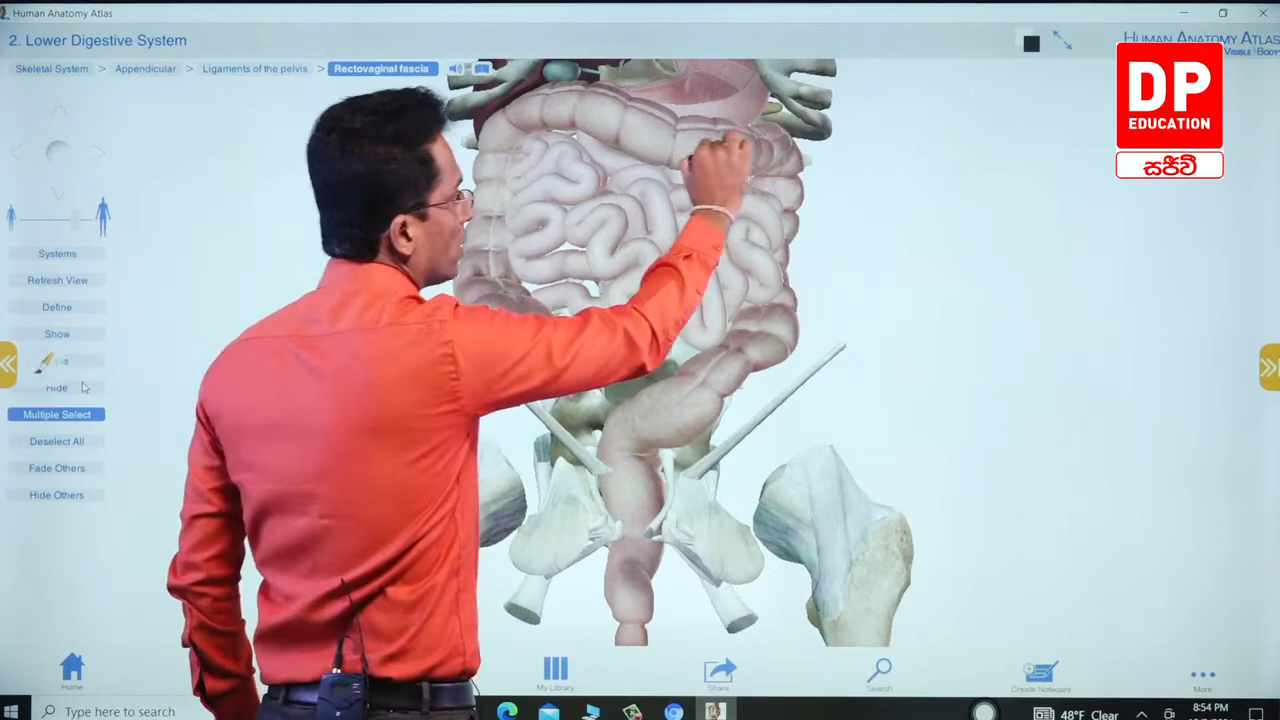 Human Anatomy Atlas
2. Lower Digestive System
HUMAN ANATOMY ATLAS
VISIBLE BODY
Skeletal System > Appendicular > Ligaments of the pelvis > Rectovaginal fascia
DP
EDUCATION
සජීවී
Systems
Refresh View
Define
Show
Hide
Multiple Select
Deselect All
Fade Others
Hide Others
Home
My Library
Share
Search
Create Notecard
More
Type here to search
48°F Clear
8:54 PM